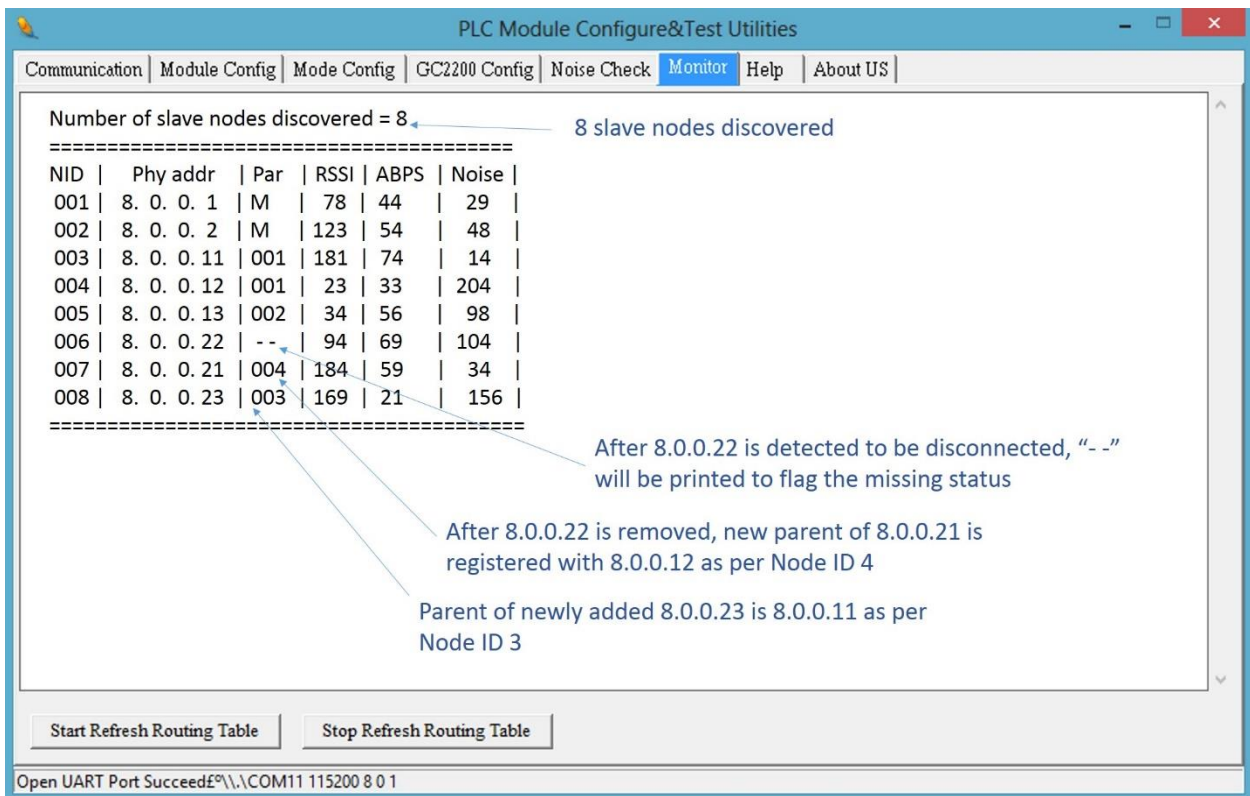 PLC Module Configure&Test Utilities
Communication | Module Config | Mode Config | GC2200 Config | Noise Check | Monitor | Help | About US
Number of slave nodes discovered = 8
8 slave nodes discovered
========================================
NID | Phy addr | Par | RSSI | ABPS | Noise |
001 | 8. 0. 0. 1 | M | 78 | 44 | 29 |
002 | 8. 0. 0. 2 | M | 123 | 54 | 48 |
003 | 8. 0. 0. 11 | 001 | 181 | 74 | 14 |
004 | 8. 0. 0. 12 | 001 | 23 | 33 | 204 |
005 | 8. 0. 0. 13 | 002 | 34 | 56 | 98 |
006 | 8. 0. 0. 22 | - - | 94 | 69 | 104 |
007 | 8. 0. 0. 21 | 004 | 184 | 59 | 34 |
008 | 8. 0. 0. 23 | 003 | 169 | 21 | 156 |
=========================================
After 8.0.0.22 is detected to be disconnected, “- -”
will be printed to flag the missing status
After 8.0.0.22 is removed, new parent of 8.0.0.21 is
registered with 8.0.0.12 as per Node ID 4
Parent of newly added 8.0.0.23 is 8.0.0.11 as per
Node ID 3
Start Refresh Routing Table
Stop Refresh Routing Table
Open UART Port Succeed£º\\.\COM11 115200 8 0 1